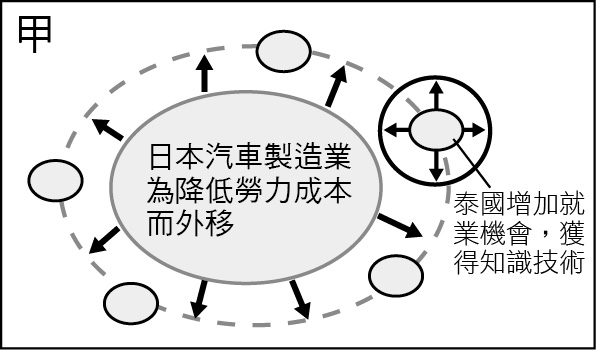 甲
日本汽車製造業
為降低勞力成本
而外移
泰國增加就
業機會，獲
得知識技術